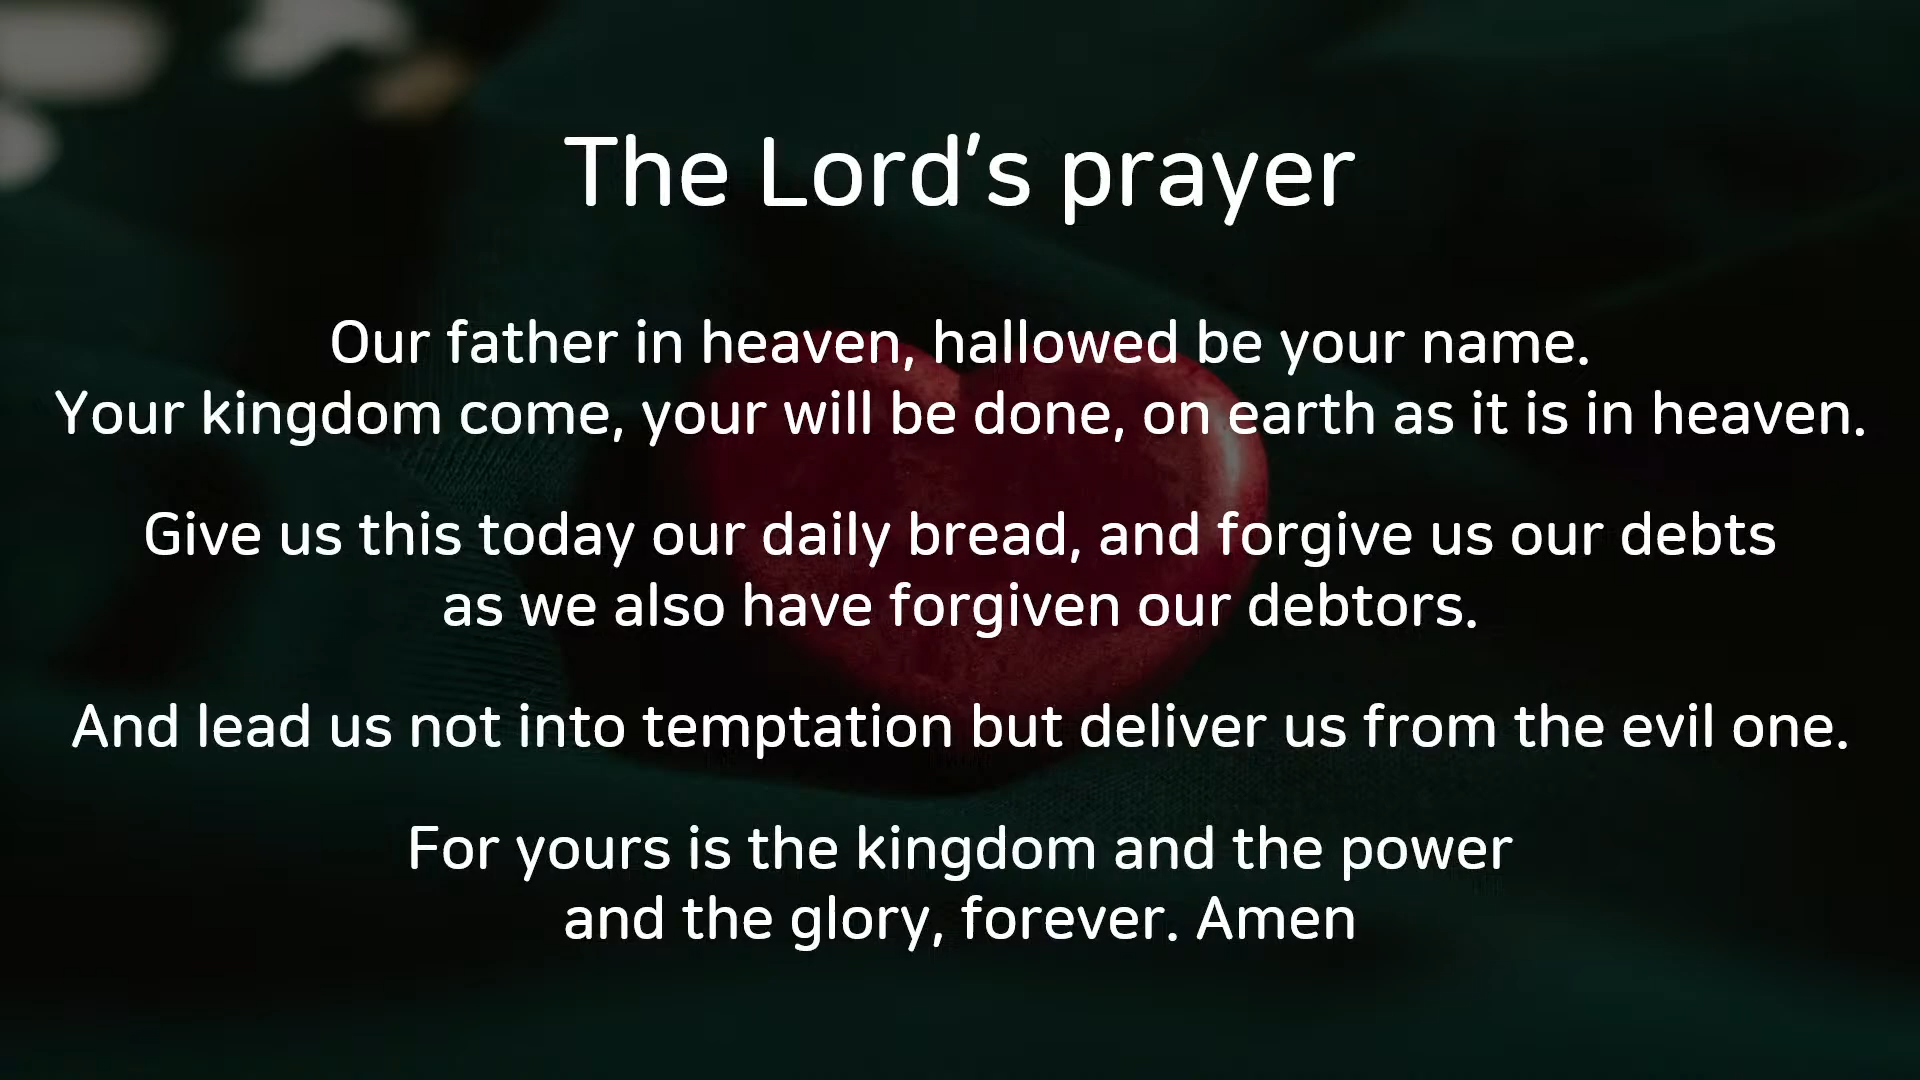 The Lord's prayer
Our father in heaven, hallowed be your name.
Your kingdom come, your will be done, on earth as it is in heaven.
Give us this today our daily bread, and forgive us our debts
as we also have forgiven our debtors.
And lead us not into temptation but deliver us from the evil one.
For yours is the kingdom and the power
and the glory, forever. Amen